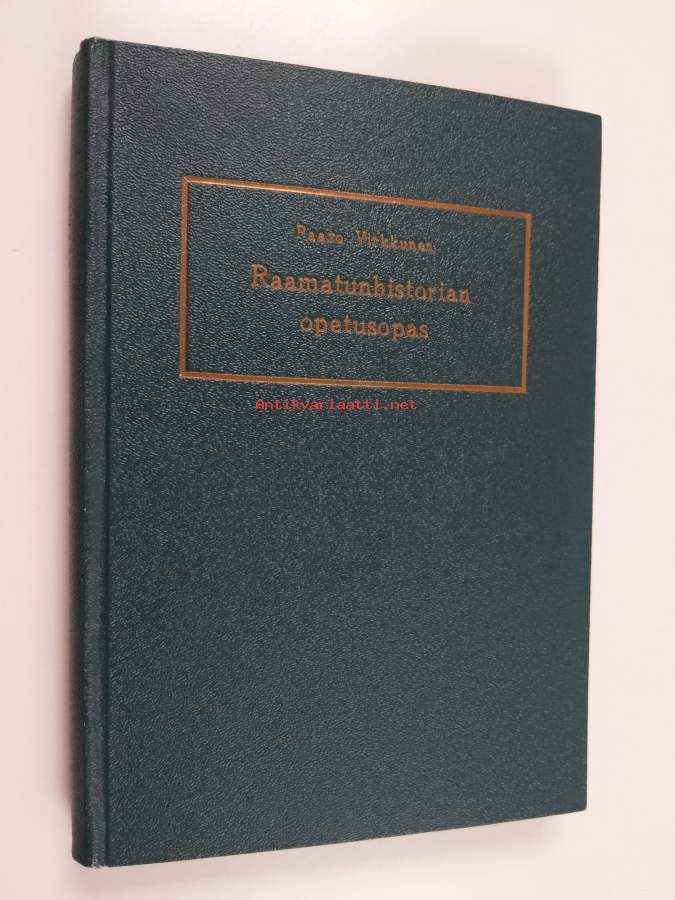 Paavo Virkkunen
Raamatunhistorian
opetusopas
Antikvariaatti.net